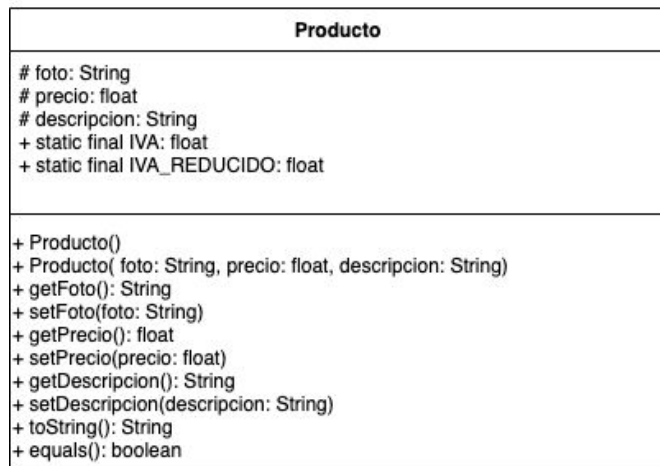 Producto
# foto: String
# precio: float
# descripcion: String
+ static final IVA: float
+ static final IVA_REDUCIDO: float
+ Producto()
+ Producto( foto: String, precio: float, descripcion: String)
+ getFoto(): String
+ setFoto(foto: String)
+ getPrecio(): float
+ setPrecio(precio: float)
+ getDescripcion(): String
+ setDescripcion(descripcion: String)
+ toString(): String
+ equals(): boolean